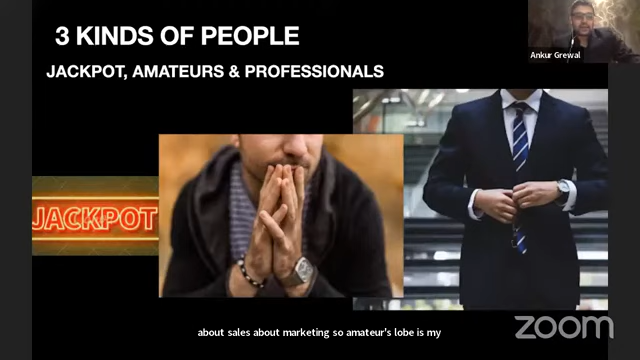 3 KINDS OF PEOPLE
JACKPOT, AMATEURS & PROFESSIONALS
Ankur Grewal
JACKPOT
about sales about marketing so amateur's lobe is my
zoom